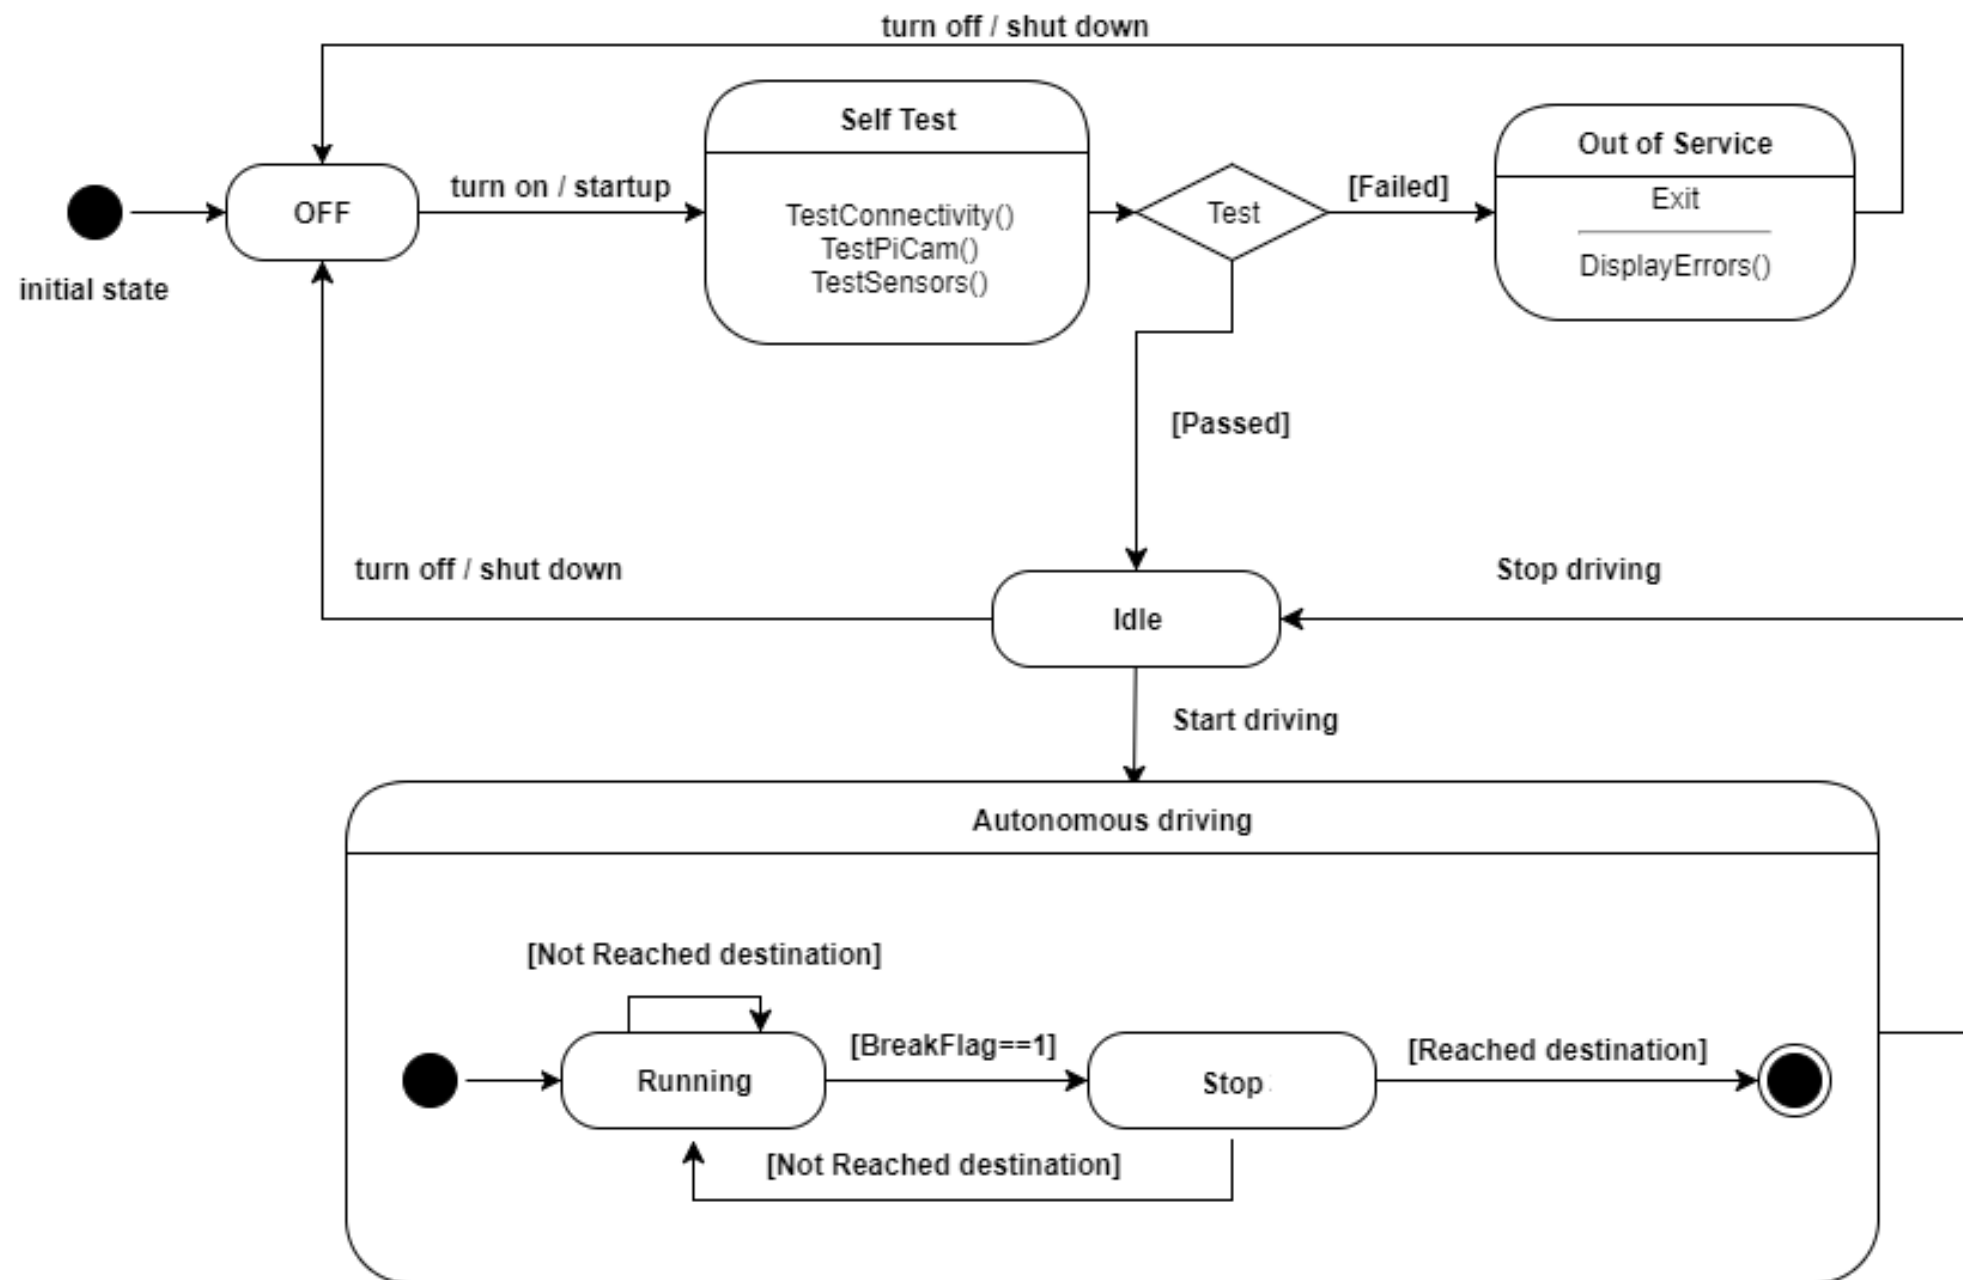 turn off / shut down
Self Test
Out of Service
turn on / startup
[Failed]
OFF
Test
Exit
TestConnectivity()
TestPiCam()
TestSensors()
DisplayErrors()
initial state
[Passed]
turn off / shut down
Stop driving
Idle
Start driving
Autonomous driving
[Not Reached destination]
[BreakFlag==1]
[Reached destination]
Running
Stop
[Not Reached destination]